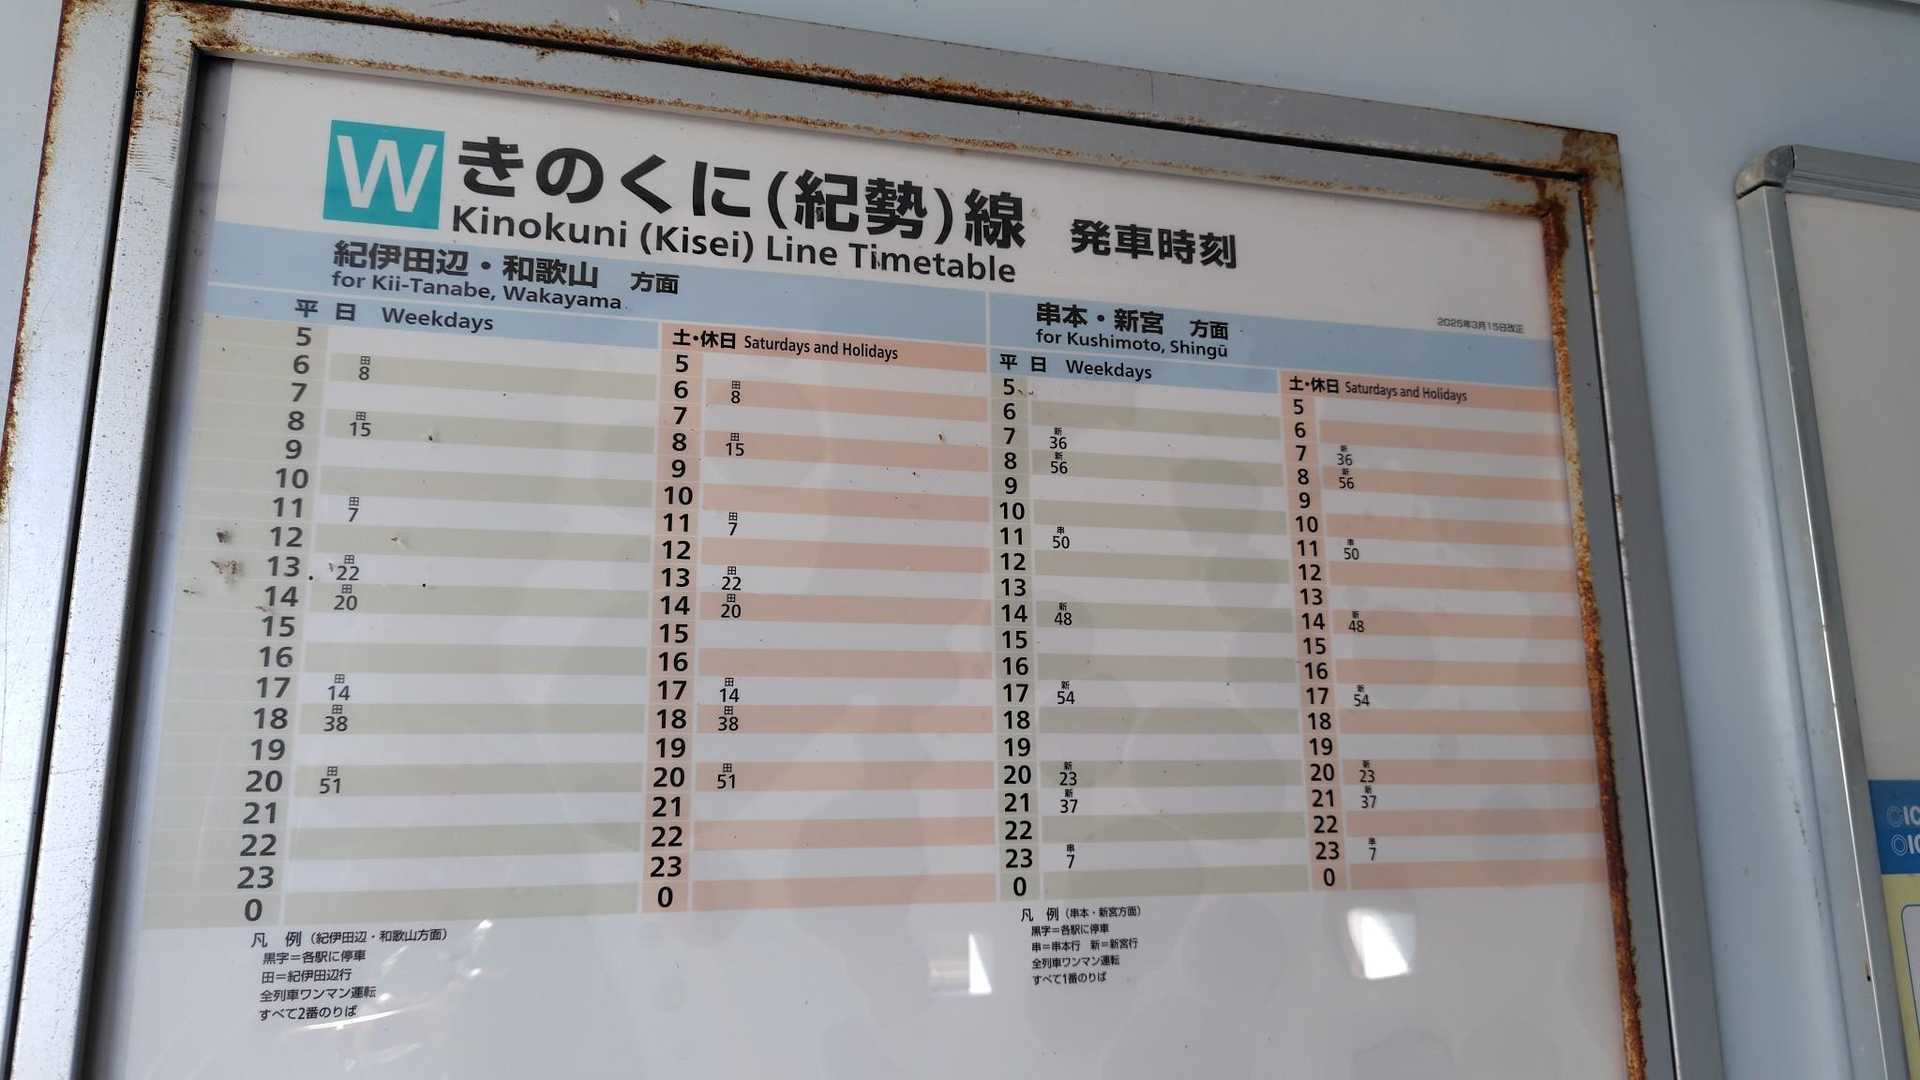 W きのくに(紀勢)線 発車時刻
Kinokuni (Kisei) Line Timetable
2025年3月15日改正
紀伊田辺・和歌山 方面
for Kii-Tanabe, Wakayama
平 日 Weekdays
5
6 田 8
7
8 田 15
9
10
11 田 7
12
13 田 22
14 田 20
15
16
17 田 14
18 田 38
19
20 田 51
21
22
23
0
土・休日 Saturdays and Holidays
5
6 田 8
7
8 田 15
9
10
11 田 7
12
13 田 22
14 田 20
15
16
17 田 14
18 田 38
19
20 田 51
21
22
23
0
凡 例(紀伊田辺・和歌山方面)
黒字=各駅に停車
田=紀伊田辺行
全列車ワンマン運転
すべて2番のりば
串本・新宮 方面
for Kushimoto, Shingū
平 日 Weekdays
5
6
7 新 36
8 新 56
9
10
11 串 50
12
13
14 新 48
15
16
17 新 54
18
19
20 新 23
21 新 37
22
23 串 7
0
土・休日 Saturdays and Holidays
5
6
7 新 36
8 新 56
9
10
11 串 50
12
13
14 新 48
15
16
17 新 54
18
19
20 新 23
21 新 37
22
23 串 7
0
凡 例(串本・新宮方面)
黒字=各駅に停車
串=串本行 新=新宮行
全列車ワンマン運転
すべて1番のりば
◎IC
◎IC